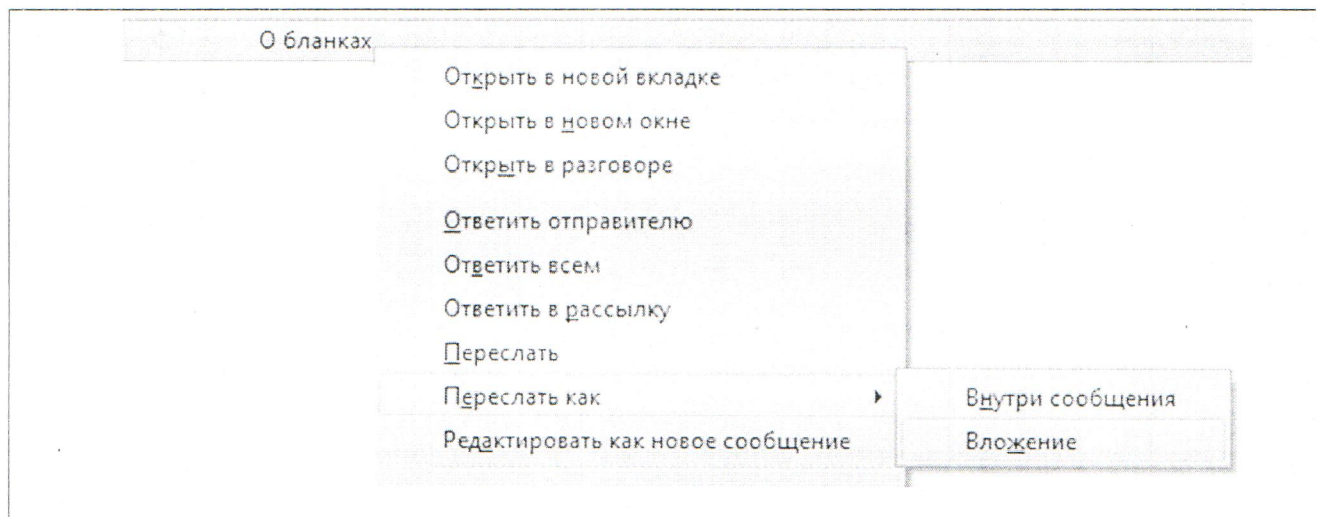 О бланках
Открыть в новой вкладке
Открыть в новом окне
Открыть в разговоре
Ответить отправителю
Ответить всем
Ответить в рассылку
Переслать
Переслать как
Внутри сообщения
Редактировать как новое сообщение
Вложение